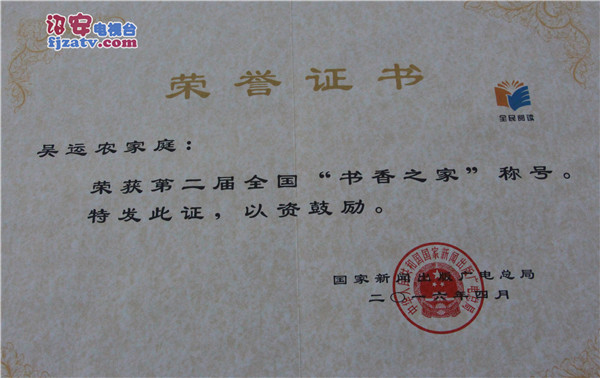 诏安电视台
fjzatv.com
荣誉证书
全民阅读
吴运农家庭：
荣获第二届全国“书香之家”称号。
特发此证，以资鼓励。
国家新闻出版广电总局
二〇一六年四月